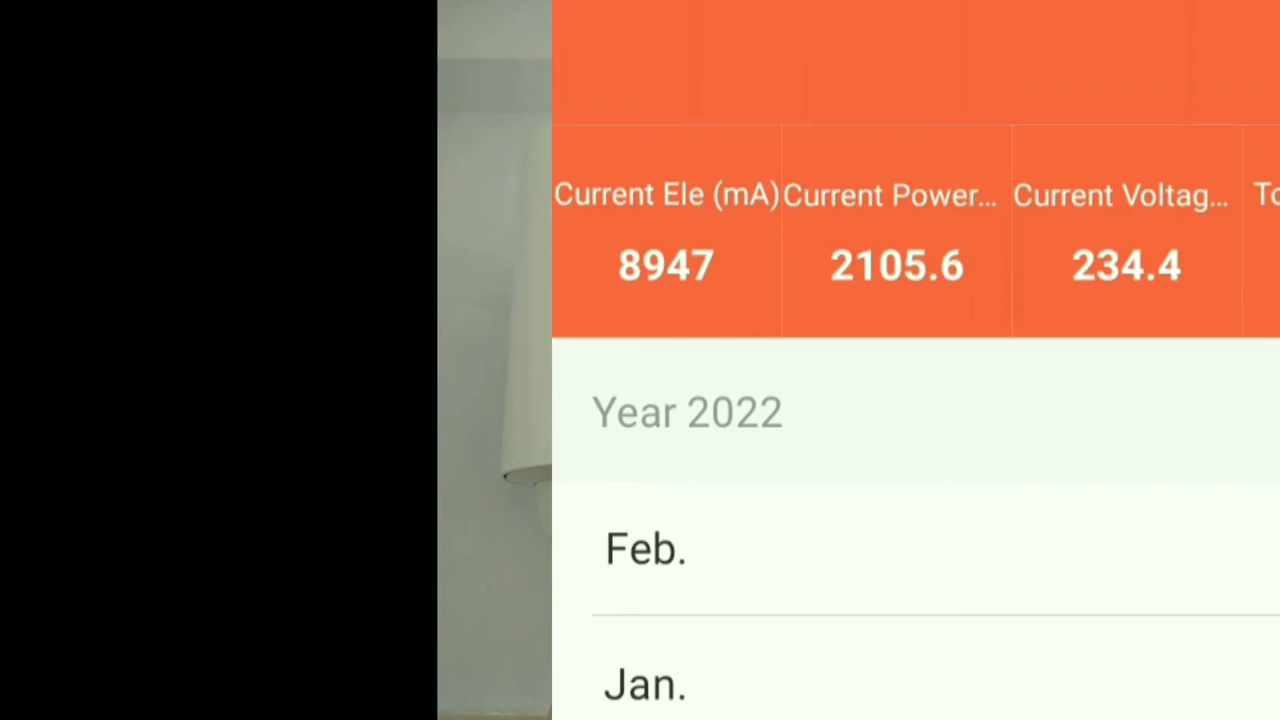 Current Ele (mA) Current Power... Current Voltag...
8947 2105.6 234.4
Year 2022
Feb.
Jan.